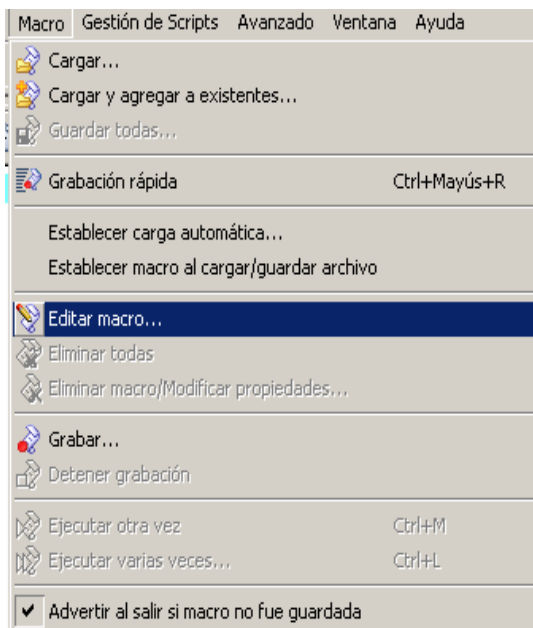 Macro Gestión de Scripts Avanzado Ventana Ayuda
Cargar...
Cargar y agregar a existentes...
Guardar todas...
Grabación rápida Ctrl+Mayús+R
Establecer carga automática...
Establecer macro al cargar/guardar archivo
Editar macro...
Eliminar todas
Eliminar macro/Modificar propiedades...
Grabar...
Detener grabación
Ejecutar otra vez Ctrl+M
Ejecutar varias veces... Ctrl+L
Advertir al salir si macro no fue guardada